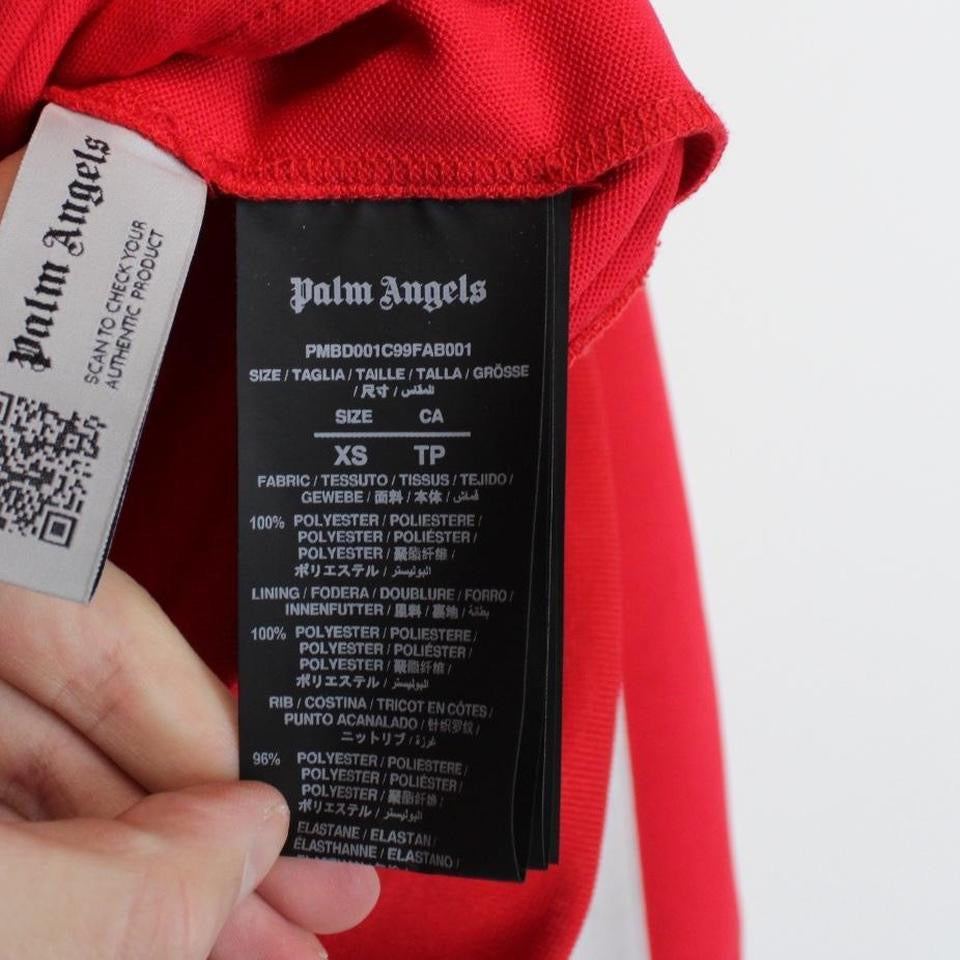 Palm Angels
SCAN TO CHECK YOUR
AUTHENTIC PRODUCT
Palm Angels
PMBD001C99FAB001
SIZE / TAGLIA / TAILLE / TALLA / GRÖSSE
/ 尺寸 / للمقاس
SIZE CA
XS TP
FABRIC / TESSUTO / TISSUS / TEJIDO /
GEWEBE / 面料 / 本体 / قماش
100% POLYESTER / POLIESTERE /
POLYESTER / POLIÉSTER /
POLYESTER / 聚酯纤维 /
ポリエステル / البوليستر
LINING / FODERA / DOUBLURE / FORRO /
INNENFUTTER / 里料 / 裏地 / بطانة
100% POLYESTER / POLIESTERE /
POLYESTER / POLIÉSTER /
POLYESTER / 聚酯纤维 /
ポリエステル / البوليستر
RIB / COSTINA / TRICOT EN CÔTES /
PUNTO ACANALADO / 针织罗纹 /
ニットリブ / غرزة
96% POLYESTER / POLIESTERE /
POLYESTER / POLIÉSTER /
POLYESTER / 聚酯纤维 /
ポリエステル / البوليستر
ELASTANE / ELASTAN /
ÉLASTHANNE / ELASTANO /